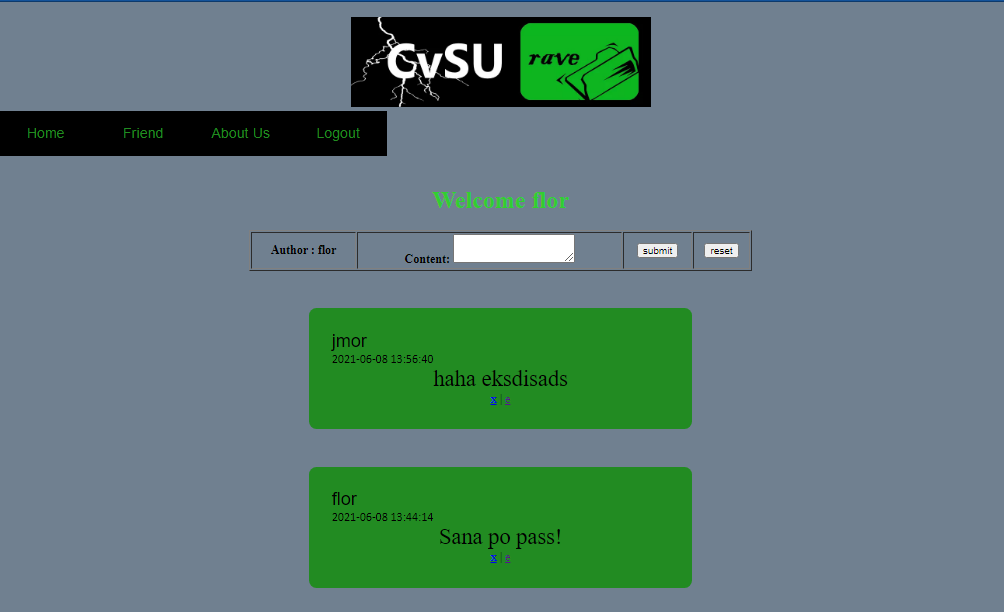 CvSU rave
Home Friend About Us Logout
Welcome flor
Author : flor Content: submit reset
jmor
2021-06-08 13:56:40
haha eksdisads
x | e
flor
2021-06-08 13:44:14
Sana po pass!
x | e